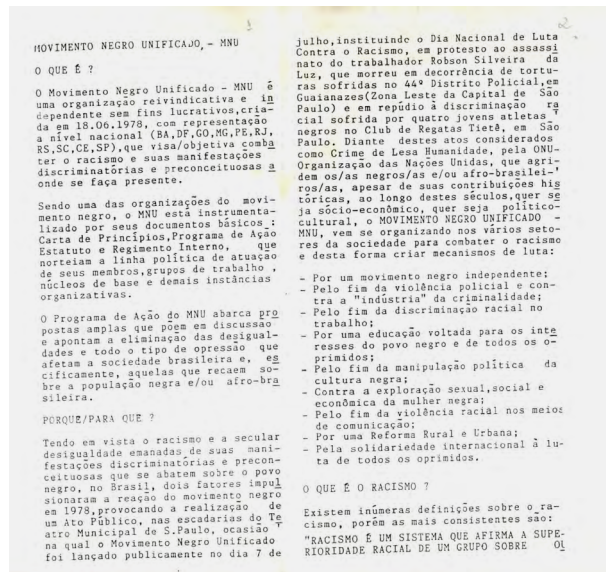 1
MOVIMENTO NEGRO UNIFICADO - MNU
O QUE É ?
O Movimento Negro Unificado - MNU é
uma organização reivindicativa e in
dependente sem fins lucrativos,cria-
da em 18.06.1978, com representação
a nível nacional (BA,DF,GO,MG,PE,RJ,
RS,SC,CE,SP),que visa/objetiva comba
ter o racismo e suas manifestações
discriminatórias e preconceituosas a
onde se faça presente.
Sendo uma das organizações do movi-
mento negro, o MNU está instrumenta-
lizado por seus documentos básicos :
Carta de Princípios,Programa de Ação
Estatuto e Regimento Interno, que
norteiam a linha política de atuação
de seus membros,grupos de trabalho ,
núcleos de base e demais instâncias
organizativas.
O Programa de Ação do MNU abarca pro
postas amplas que põem em discussão
e apontam a eliminação das desigual-
dades e todo o tipo de opressão que
afetam a sociedade brasileira e, es
cificamente, aquelas que recaem so-
bre a população negra e/ou afro-bra
sileira.
PORQUE/PARA QUE ?
Tendo em vista o racismo e a secular
desigualdade emanadas de suas mani-
festações discriminatórias e precon-
ceituosas que se abatem sobre o povo
negro, no Brasil, dois fatores impul
sionaram a reação do movimento negro
em 1978,provocando a realização de
um Ato Público, nas escadarias do Te
atro Municipal de S.Paulo, ocasião
na qual o Movimento Negro Unificado
foi lançado publicamente no dia 7 de
2
julho,instituindo o Dia Nacional de Luta
Contra o Racismo, em protesto ao assassi
nato do trabalhador Robson Silveira da
Luz, que morreu em decorrência de tortu-
ras sofridas no 44º Distrito Policial,em
Guaianazes(Zona Leste da Capital de São
Paulo) e em repúdio à discriminação ra
cial sofrida por quatro jovens atletas
negros no Club de Regatas Tietê, em São
Paulo. Diante destes atos considerados
como Crime de Lesa Humanidade, pela ONU-
Organização das Nações Unidas, que agri-
dem os/as negros/as e/ou afro-brasilei-'
ros/as, apesar de suas contribuições his
tóricas, ao longo destes séculos,quer se
ja sócio-econômico, quer seja político-
cultural, o MOVIMENTO NEGRO UNIFICADO -
MNU, vem se organizando nos vários seto-
res da sociedade para combater o racismo
e desta forma criar mecanismos de luta:
- Por um movimento negro independente;
- Pelo fim da violência policial e con-
tra a "indústria" da criminalidade;
- Pelo fim da discriminação racial no
trabalho;
- Por uma educação voltada para os inte
resses do povo negro e de todos os o-
primidos;
- Pelo fim da manipulação política da
cultura negra;
- Contra a exploração sexual,social e
econômica da mulher negra;
- Pelo fim da violência racial nos meios
de comunicação;
- Por uma Reforma Rural e Urbana;
- Pela solidariedade internacional à lu-
ta de todos os oprimidos.
O QUE É O RACISMO ?
Existem inúmeras definições sobre o ra-
cismo, porém as mais consistentes são:
"RACISMO É UM SISTEMA QUE AFIRMA A SUPE-
RIORIDADE RACIAL DE UM GRUPO SOBRE OU